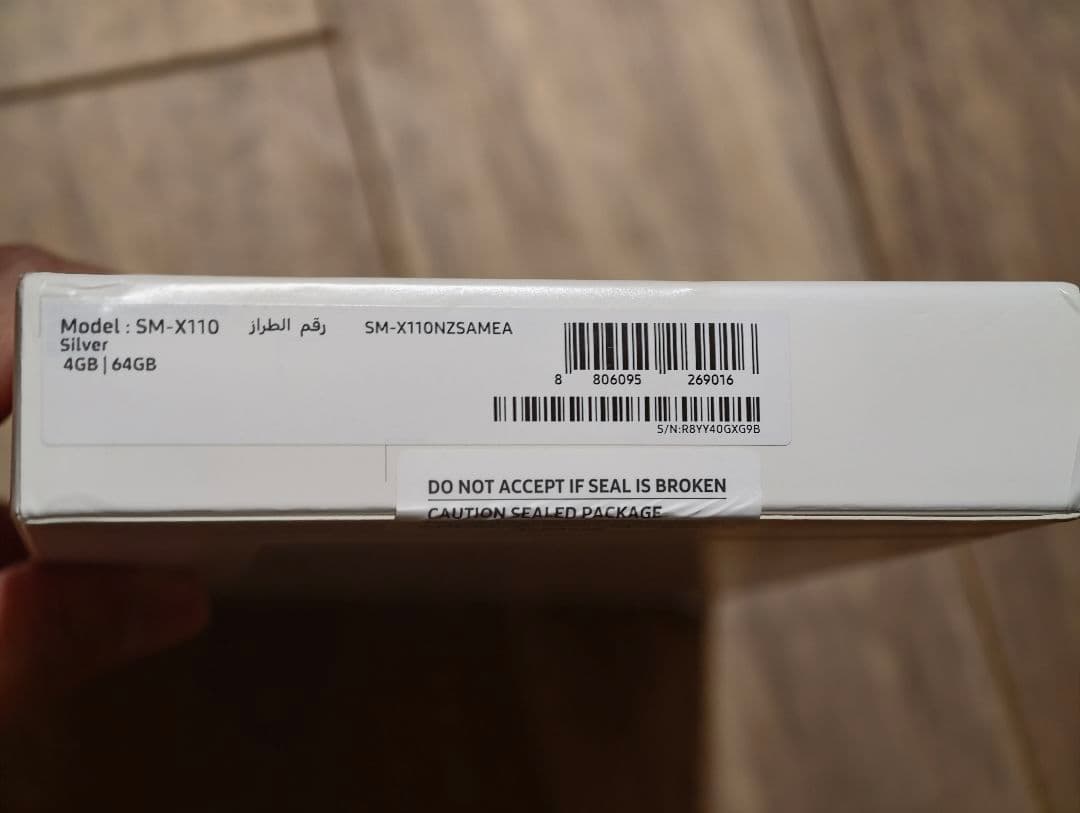 Model : SM-X110 رقم الطراز SM-X110NZSAMEA
Silver
4GB | 64GB
8 806095 269016
S/N:R8YY40GXG9B
DO NOT ACCEPT IF SEAL IS BROKEN
CAUTION SEALED PACKAGE